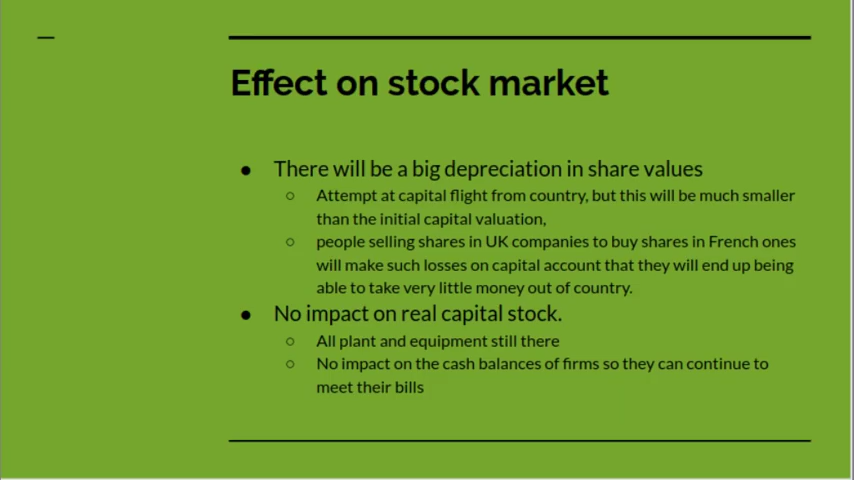 Effect on stock market
● There will be a big depreciation in share values
○ Attempt at capital flight from country, but this will be much smaller
than the initial capital valuation,
○ people selling shares in UK companies to buy shares in French ones
will make such losses on capital account that they will end up being
able to take very little money out of country.
● No impact on real capital stock.
○ All plant and equipment still there
○ No impact on the cash balances of firms so they can continue to
meet their bills